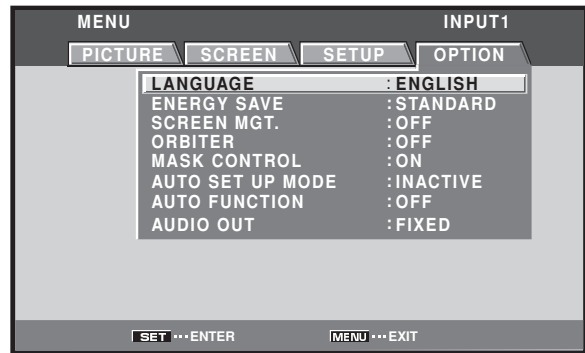 MENU INPUT1
PICTURE SCREEN SETUP OPTION
LANGUAGE : ENGLISH
ENERGY SAVE : STANDARD
SCREEN MGT. : OFF
ORBITER : OFF
MASK CONTROL : ON
AUTO SET UP MODE : INACTIVE
AUTO FUNCTION : OFF
AUDIO OUT : FIXED
SET ··· ENTER MENU ··· EXIT